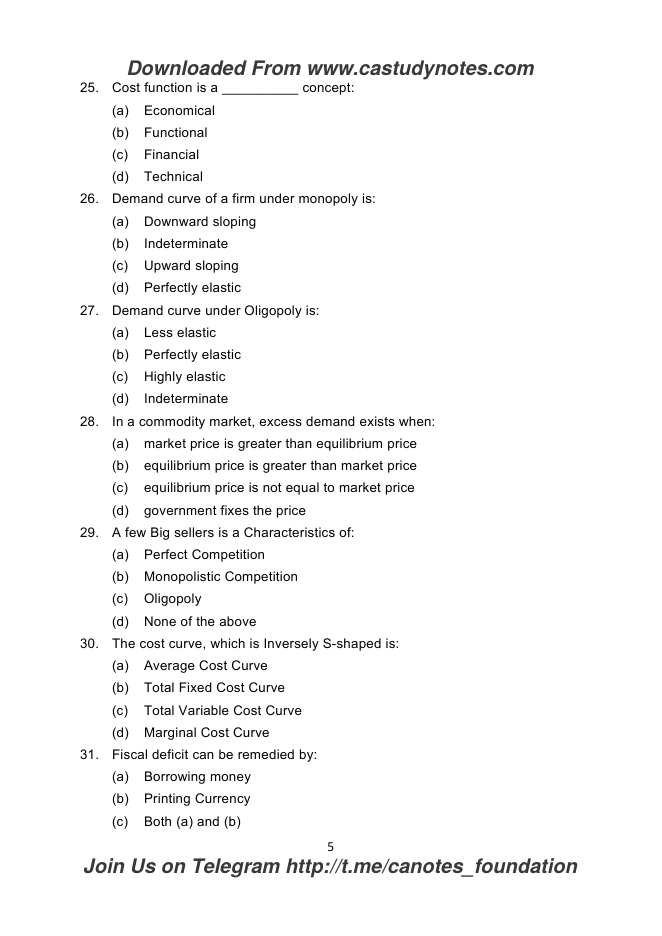 Downloaded From www.castudynotes.com
25. Cost function is a __________ concept:
(a) Economical
(b) Functional
(c) Financial
(d) Technical
26. Demand curve of a firm under monopoly is:
(a) Downward sloping
(b) Indeterminate
(c) Upward sloping
(d) Perfectly elastic
27. Demand curve under Oligopoly is:
(a) Less elastic
(b) Perfectly elastic
(c) Highly elastic
(d) Indeterminate
28. In a commodity market, excess demand exists when:
(a) market price is greater than equilibrium price
(b) equilibrium price is greater than market price
(c) equilibrium price is not equal to market price
(d) government fixes the price
29. A few Big sellers is a Characteristics of:
(a) Perfect Competition
(b) Monopolistic Competition
(c) Oligopoly
(d) None of the above
30. The cost curve, which is Inversely S-shaped is:
(a) Average Cost Curve
(b) Total Fixed Cost Curve
(c) Total Variable Cost Curve
(d) Marginal Cost Curve
31. Fiscal deficit can be remedied by:
(a) Borrowing money
(b) Printing Currency
(c) Both (a) and (b)
5
Join Us on Telegram http://t.me/canotes_foundation